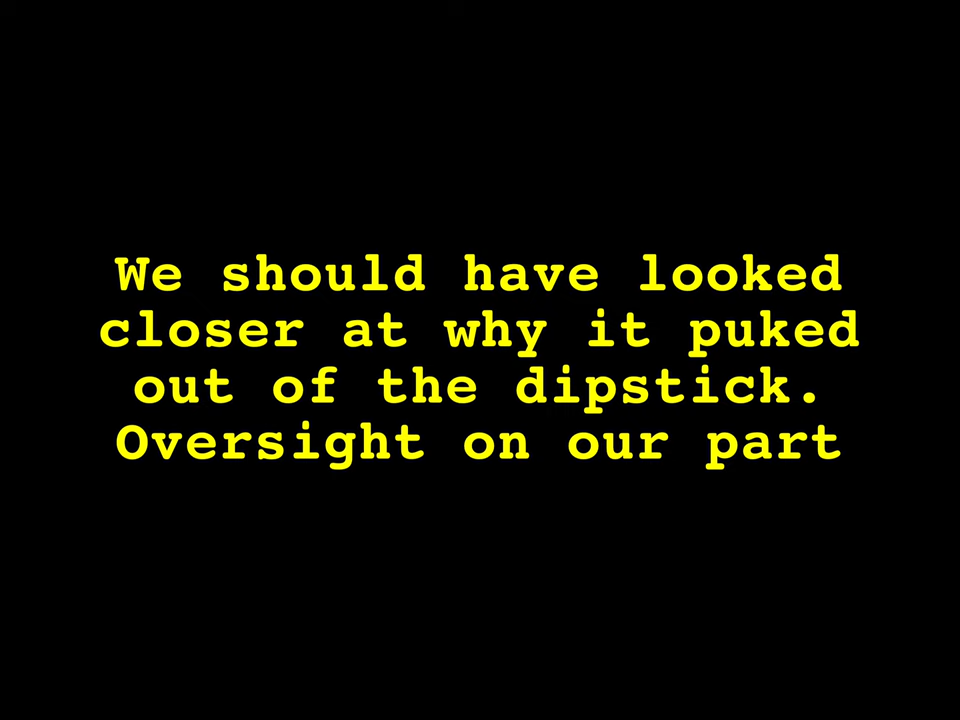 We should have looked
closer at why it puked
out of the dipstick.
Oversight on our part